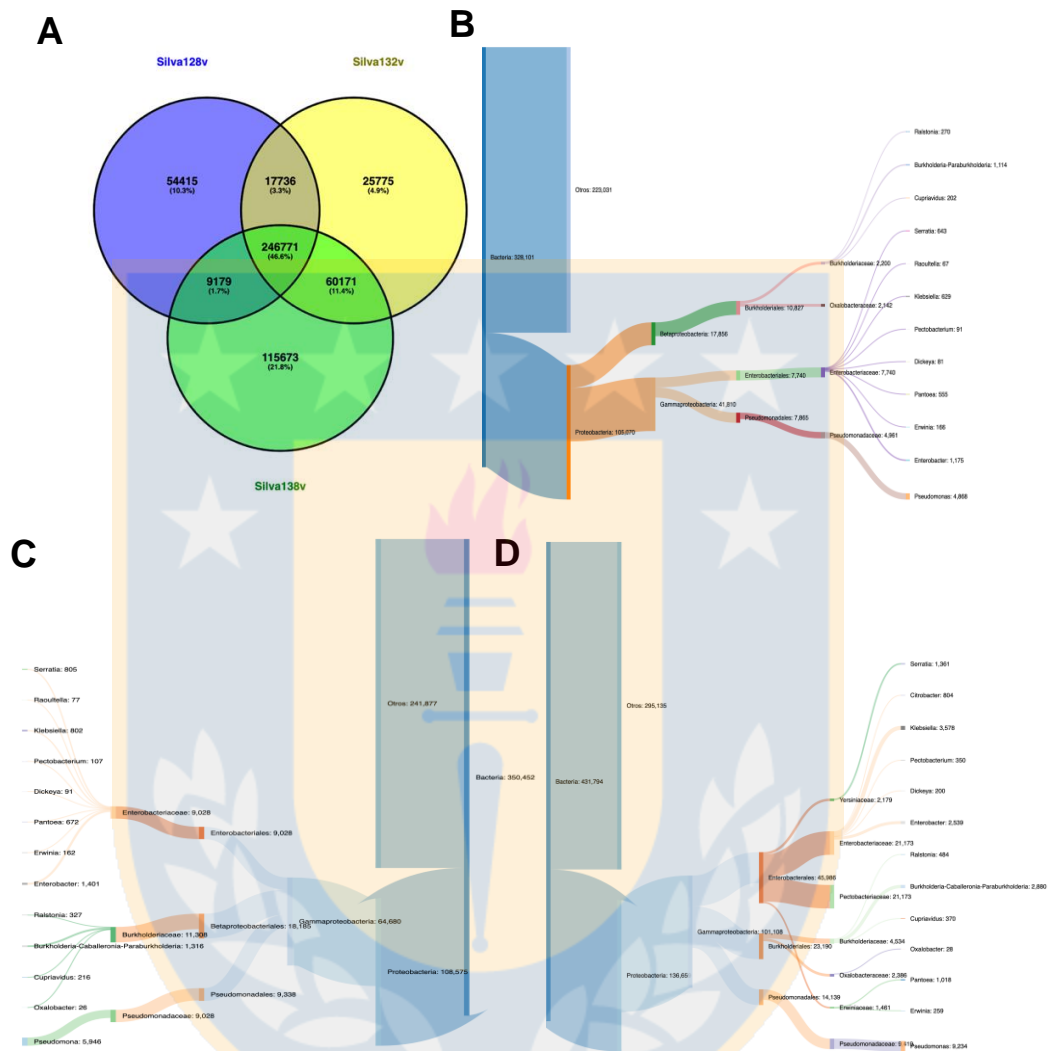 A
Silva128v
Silva132v
54415
(10.3%)
17736
(3.3%)
25775
(4.9%)
246771
(46.6%)
9179
(1.7%)
60171
(11.4%)
115673
(21.8%)
Silva138v
B
Otros: 223,031
Bacteria: 328,101
Proteobacteria: 105,070
Betaproteobacteria: 17,856
Gammaproteobacteria: 41,810
Burkholderiales: 10,827
Enterobacteriales: 7,740
Pseudomonadales: 7,865
Burkholderiaceae: 2,200
Oxalobacteraceae: 2,142
Enterobacteriaceae: 7,740
Pseudomonadaceae: 4,981
Ralstonia: 270
Burkholderia-Paraburkholderia: 1,114
Cupriavidus: 202
Serratia: 643
Raoultella: 67
Klebsiella: 629
Pectobacterium: 91
Dickeya: 81
Pantoea: 555
Erwinia: 166
Enterobacter: 1,175
Pseudomonas: 4,868
C
Serratia: 805
Raoultella: 77
Klebsiella: 802
Pectobacterium: 107
Dickeya: 91
Pantoea: 672
Erwinia: 162
Enterobacter: 1,401
Ralstonia: 327
Burkholderia-Caballeronia-Paraburkholderia: 1,316
Cupriavidus: 216
Oxalobacter: 26
Pseudomona: 5,946
Enterobacteriaceae: 9,028
Burkholderiaceae: 11,308
Pseudomonadaceae: 9,028
Enterobacteriales: 9,028
Betaproteobacteriales: 18,185
Pseudomonadales: 9,338
Gammaproteobacteria: 64,680
Otros: 241,877
Proteobacteria: 108,575
Bacteria: 350,452
D
Otros: 295,135
Bacteria: 431,794
Proteobacteria: 136,65
Gammaproteobacteria: 101,108
Enterobacterales: 45,986
Burkholderiales: 23,190
Pseudomonadales: 14,139
Yersiniaceae: 2,179
Enterobacteriaceae: 21,173
Pectobacteriaceae: 21,173
Burkholderiaceae: 4,534
Oxalobacteraceae: 2,386
Erwiniaceae: 1,461
Pseudomonadaceae:
Serratia: 1,361
Citrobacter: 804
Klebsiella: 3,578
Pectobacterium: 350
Dickeya: 200
Enterobacter: 2,539
Ralstonia: 484
Burkholderia-Caballeronia-Paraburkholderia: 2,880
Cupriavidus: 370
Oxalobacter: 28
Pantoea: 1,018
Erwinia: 259
Pseudomonas: 9,234